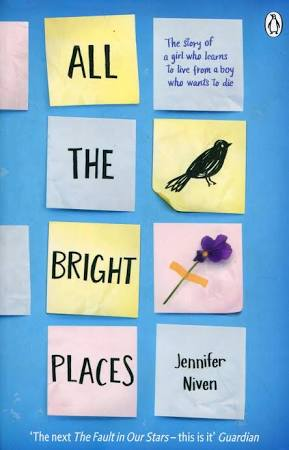 ALL
The story of
a girl who learns
to live from a boy
who wants to die
THE
BRIGHT
PLACES
Jennifer
Niven
'The next The Fault in Our Stars – this is it' Guardian